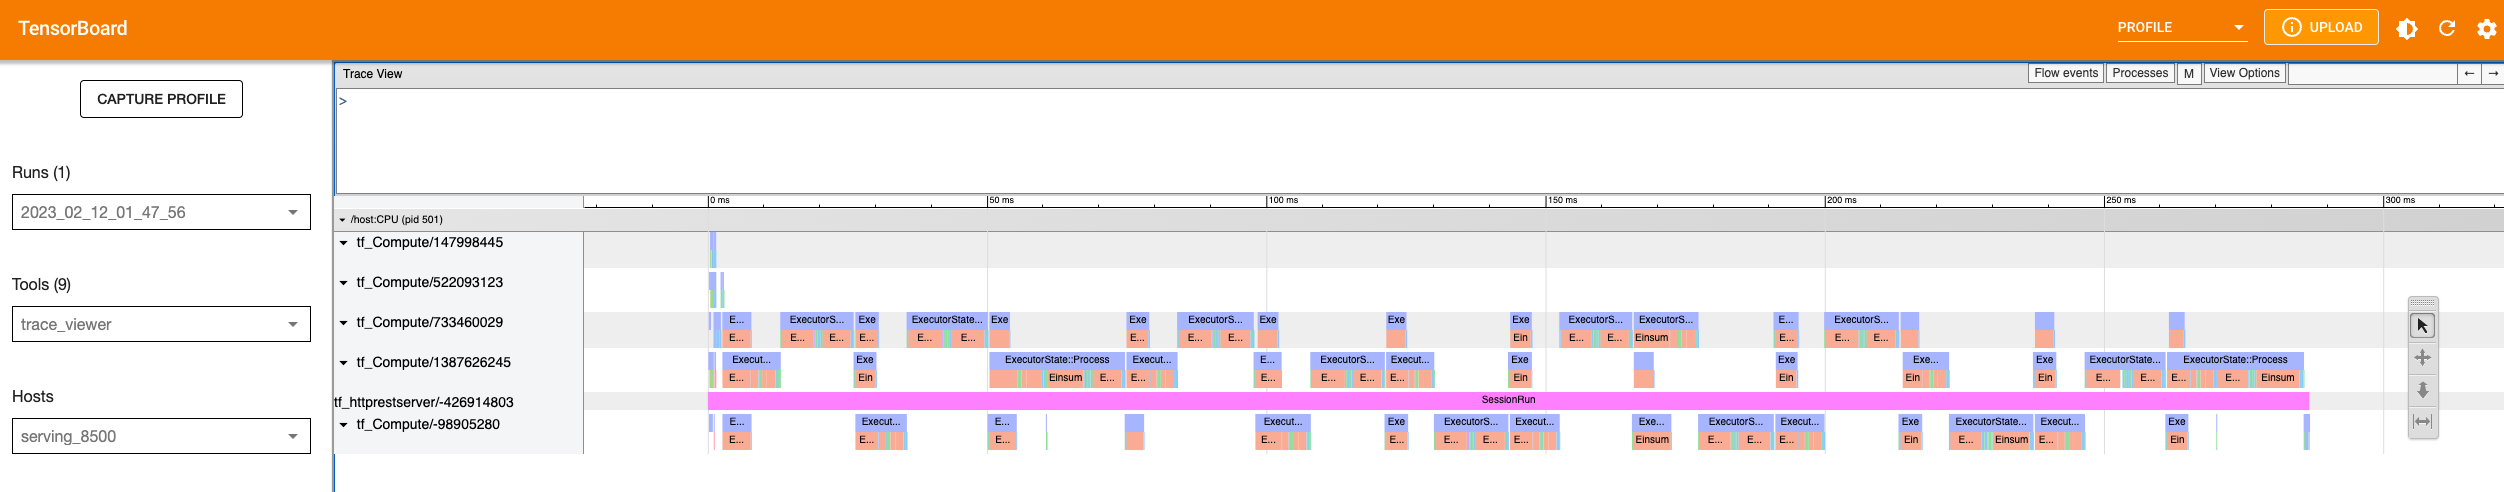 TensorBoard
PROFILE
UPLOAD
CAPTURE PROFILE
Runs (1)
2023_02_12_01_47_56
Tools (9)
trace_viewer
Hosts
serving_8500
Trace View
Flow events Processes M View Options ← →
>
0 ms 50 ms 100 ms 150 ms 200 ms 250 ms 300 ms
/host:CPU (pid 501)
tf_Compute/147998445
tf_Compute/522093123
tf_Compute/733460029
E... ExecutorS... Exe ExecutorState... Exe Exe ExecutorS... Exe Exe Exe ExecutorS... ExecutorS... E... ExecutorS...
E... E... E... E... E... E... E... E... E... E... Ein E... E... Einsum E... E... E...
tf_Compute/1387626245
Execut... Exe ExecutorState::Process Execut... E... ExecutorS... Execut... Exe Exe Exe... Exe ExecutorState... ExecutorState::Process
E... Ein Einsum E... E... E... E... E... E... Ein Ein Ein Ein E... E... E... E... Einsum
tf_httprestserver/-426914803
SessionRun
tf_Compute/-98905280
E... Execut... E... Execut... Exe ExecutorS... Execut... Exe... ExecutorS... Execut... Exe ExecutorState... Execut... Exe
E... E... E... E... E... E... E... E... Einsum E... E... E... Ein E... Einsum E... Ein